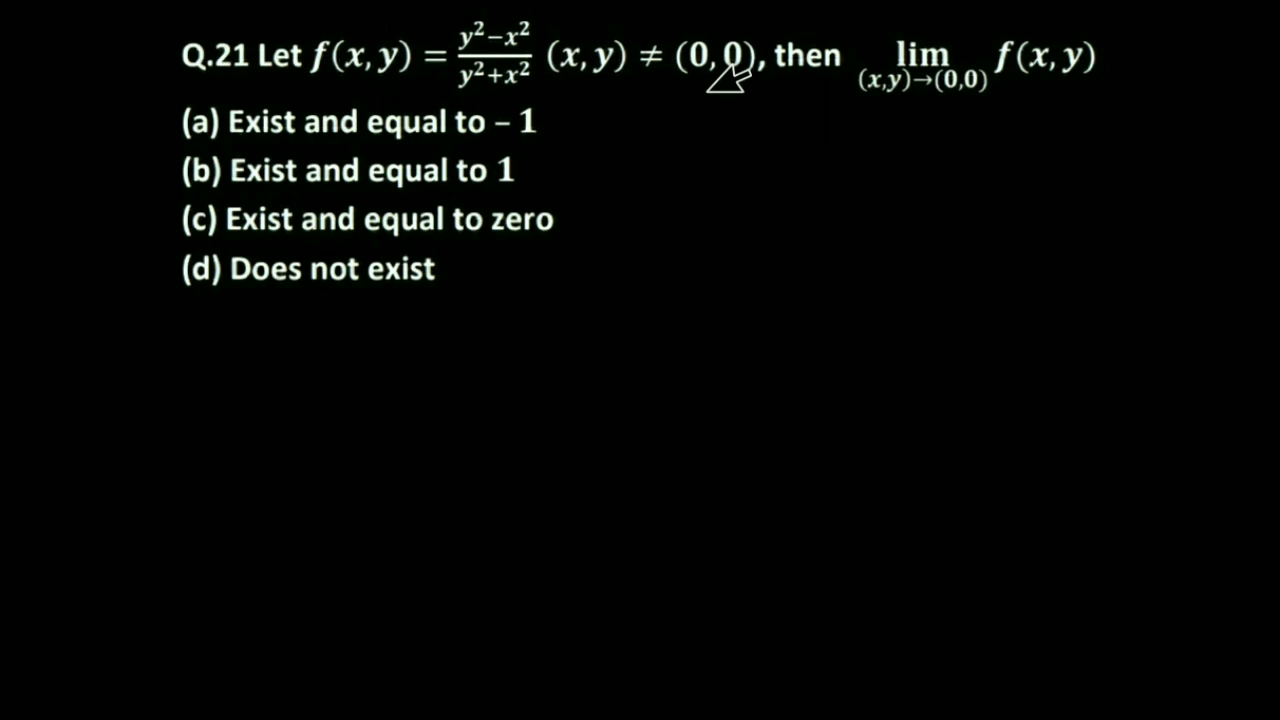 Q.21 Let f(x, y) = \frac{y²−x²}{y²+x²} (x, y) ≠ (0, 0), then \lim_{(x,y)→(0,0)} f(x, y)
(a) Exist and equal to – 1
(b) Exist and equal to 1
(c) Exist and equal to zero
(d) Does not exist